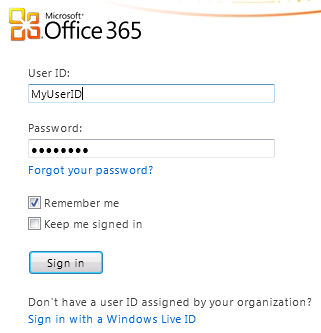 Microsoft®
Office 365
User ID:
MyUserID
Password:
••••••••
Forgot your password?
Remember me
Keep me signed in
Sign in
Don't have a user ID assigned by your organization?
Sign in with a Windows Live ID